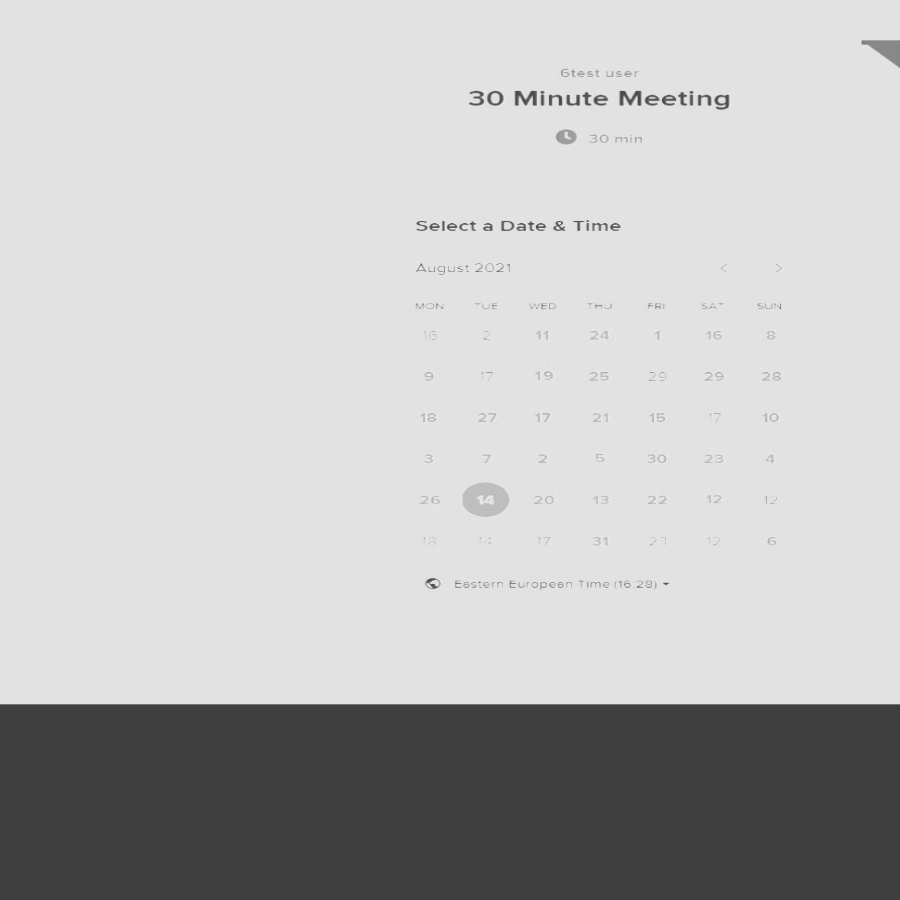 6test user
30 Minute Meeting
30 min
Select a Date & Time
August 2021
MON TUE WED THU FRI SAT SUN
16 2 11 24 1 16 8
9 17 19 25 29 29 28
18 27 17 21 15 17 10
3 7 2 5 30 23 4
26 14 20 13 22 12 12
18 14 17 31 23 12 6
Eastern European Time (16:28)